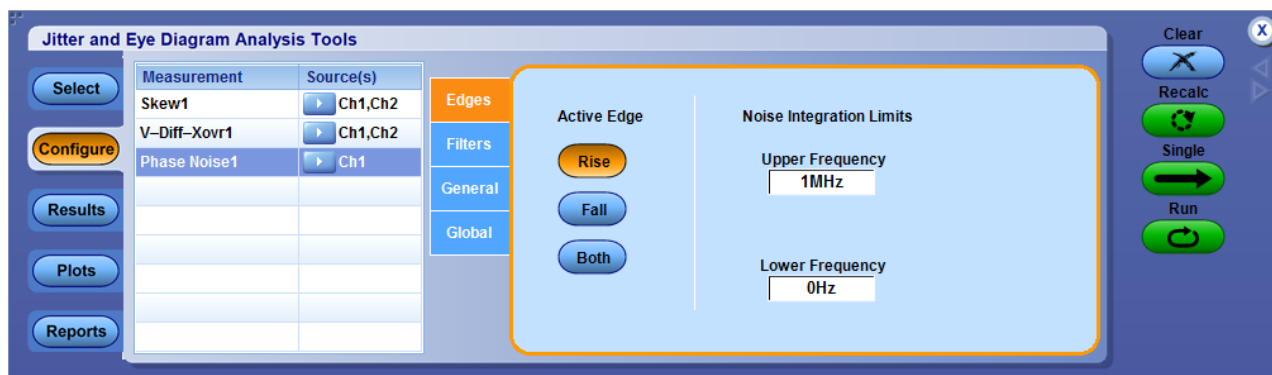 Jitter and Eye Diagram Analysis Tools
Select
Configure
Results
Plots
Reports
Measurement Source(s)
Skew1 Ch1,Ch2
V–Diff–Xovr1 Ch1,Ch2
Phase Noise1 Ch1
Edges
Filters
General
Global
Active Edge
Rise
Fall
Both
Noise Integration Limits
Upper Frequency
1MHz
Lower Frequency
0Hz
Clear
X
Recalc
Single
Run